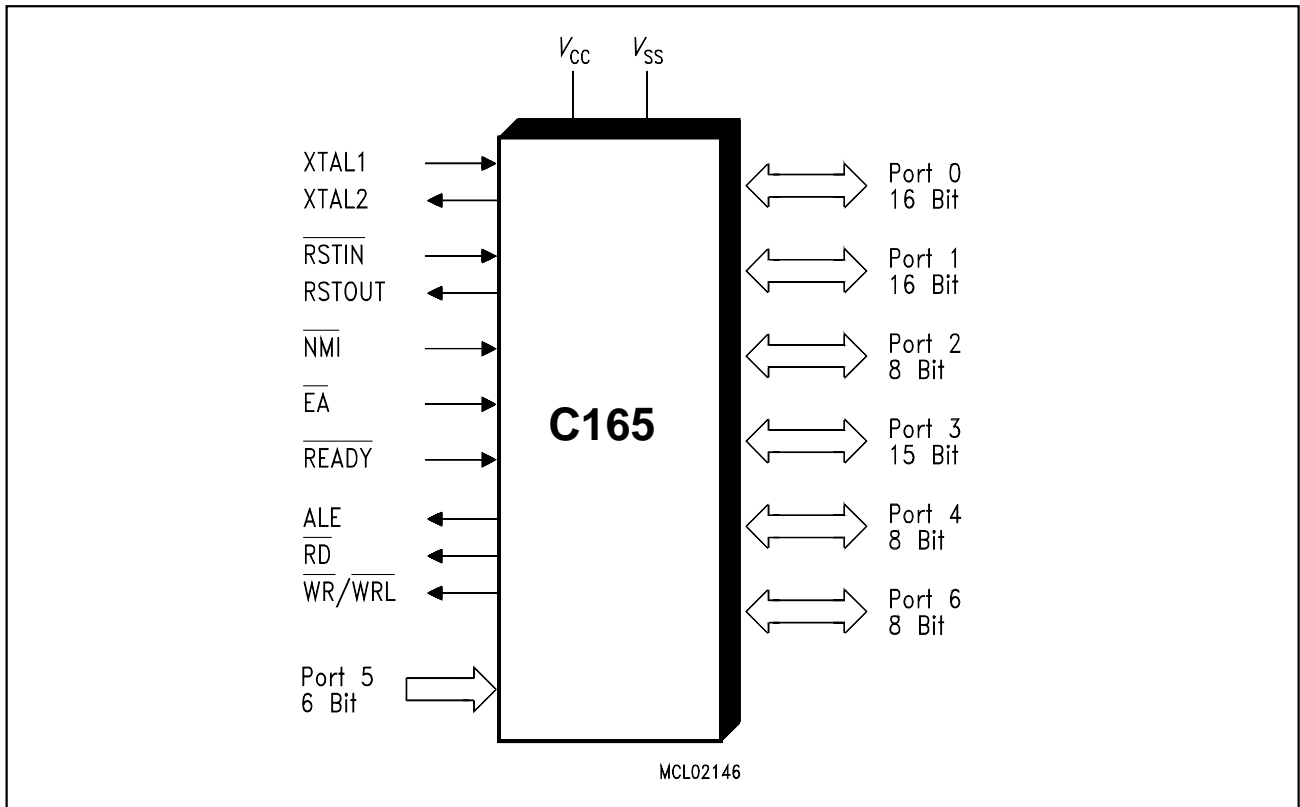 VCC VSS
XTAL1
XTAL2
RSTIN
RSTOUT
NMI
EA
READY
ALE
RD
WR/WRL
Port 5
6 Bit
C165
Port 0
16 Bit
Port 1
16 Bit
Port 2
8 Bit
Port 3
15 Bit
Port 4
8 Bit
Port 6
8 Bit
MCL02146